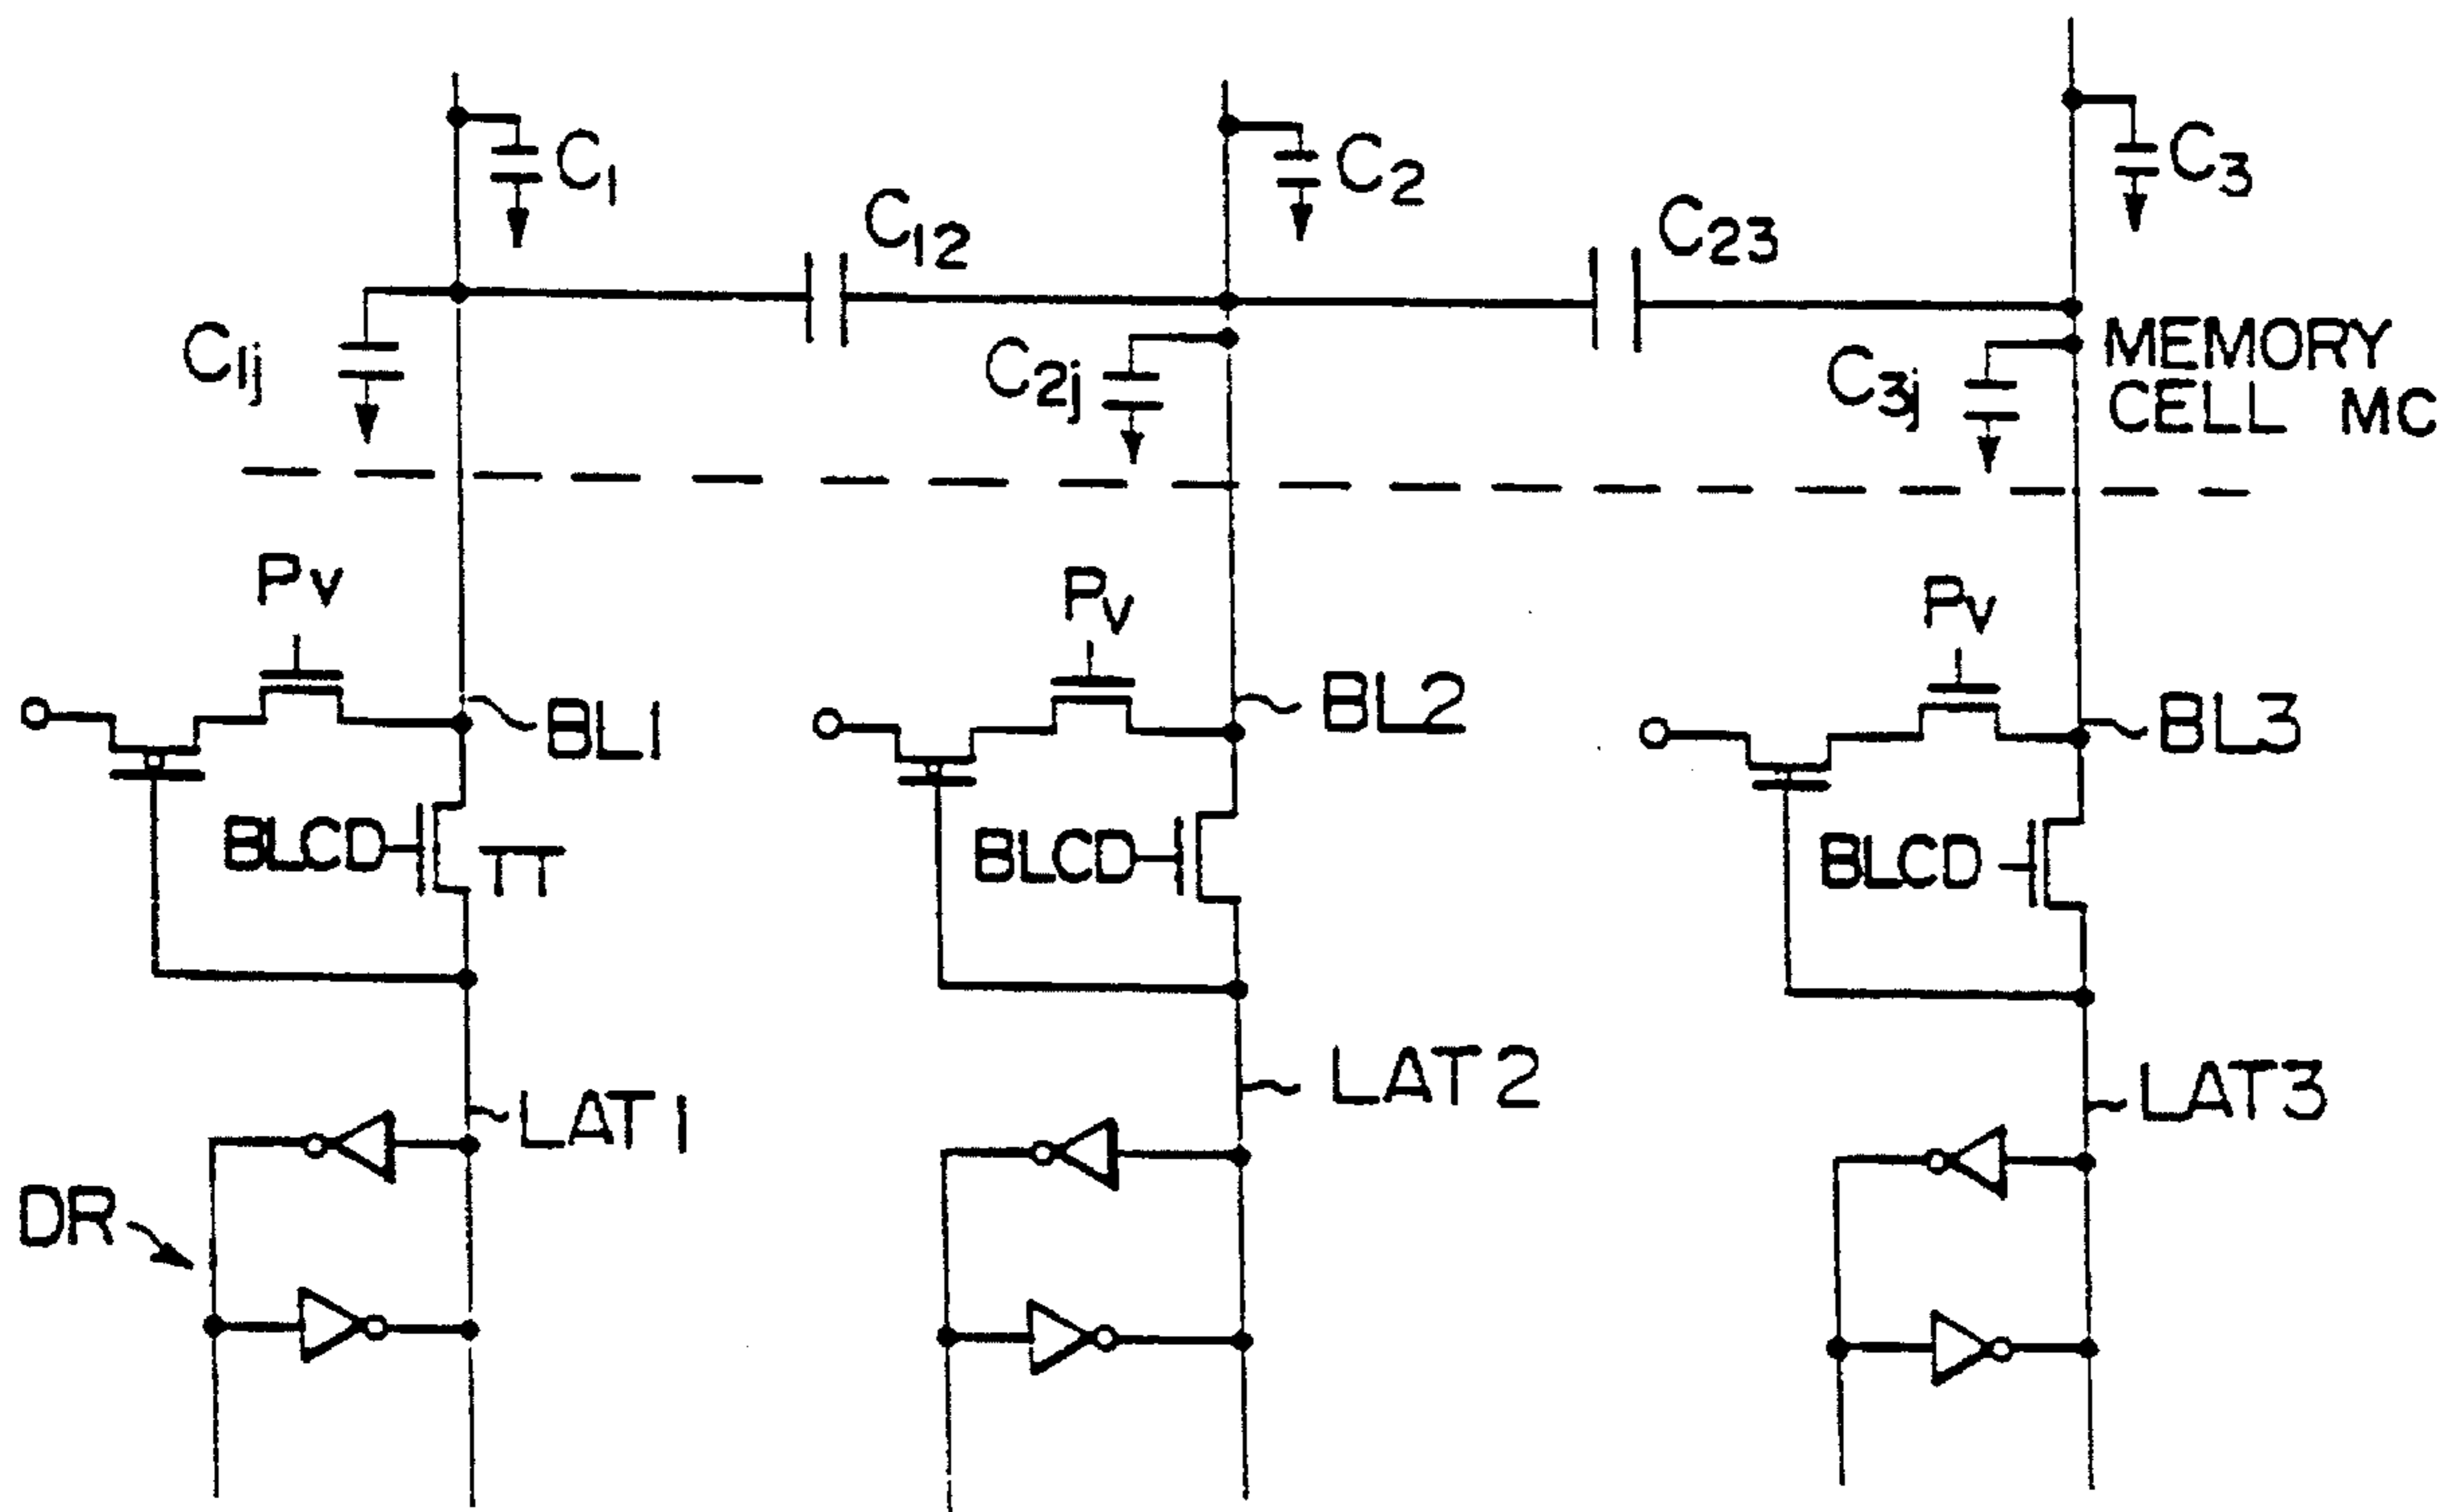 C1
C2
C3
C12
C23
C1j
C2j
C3j
MEMORY
CELL MC
Pv
Pv
Pv
BL1
BL2
BL3
BLCD
TT
BLCD
BLCD
LAT1
LAT2
LAT3
DR